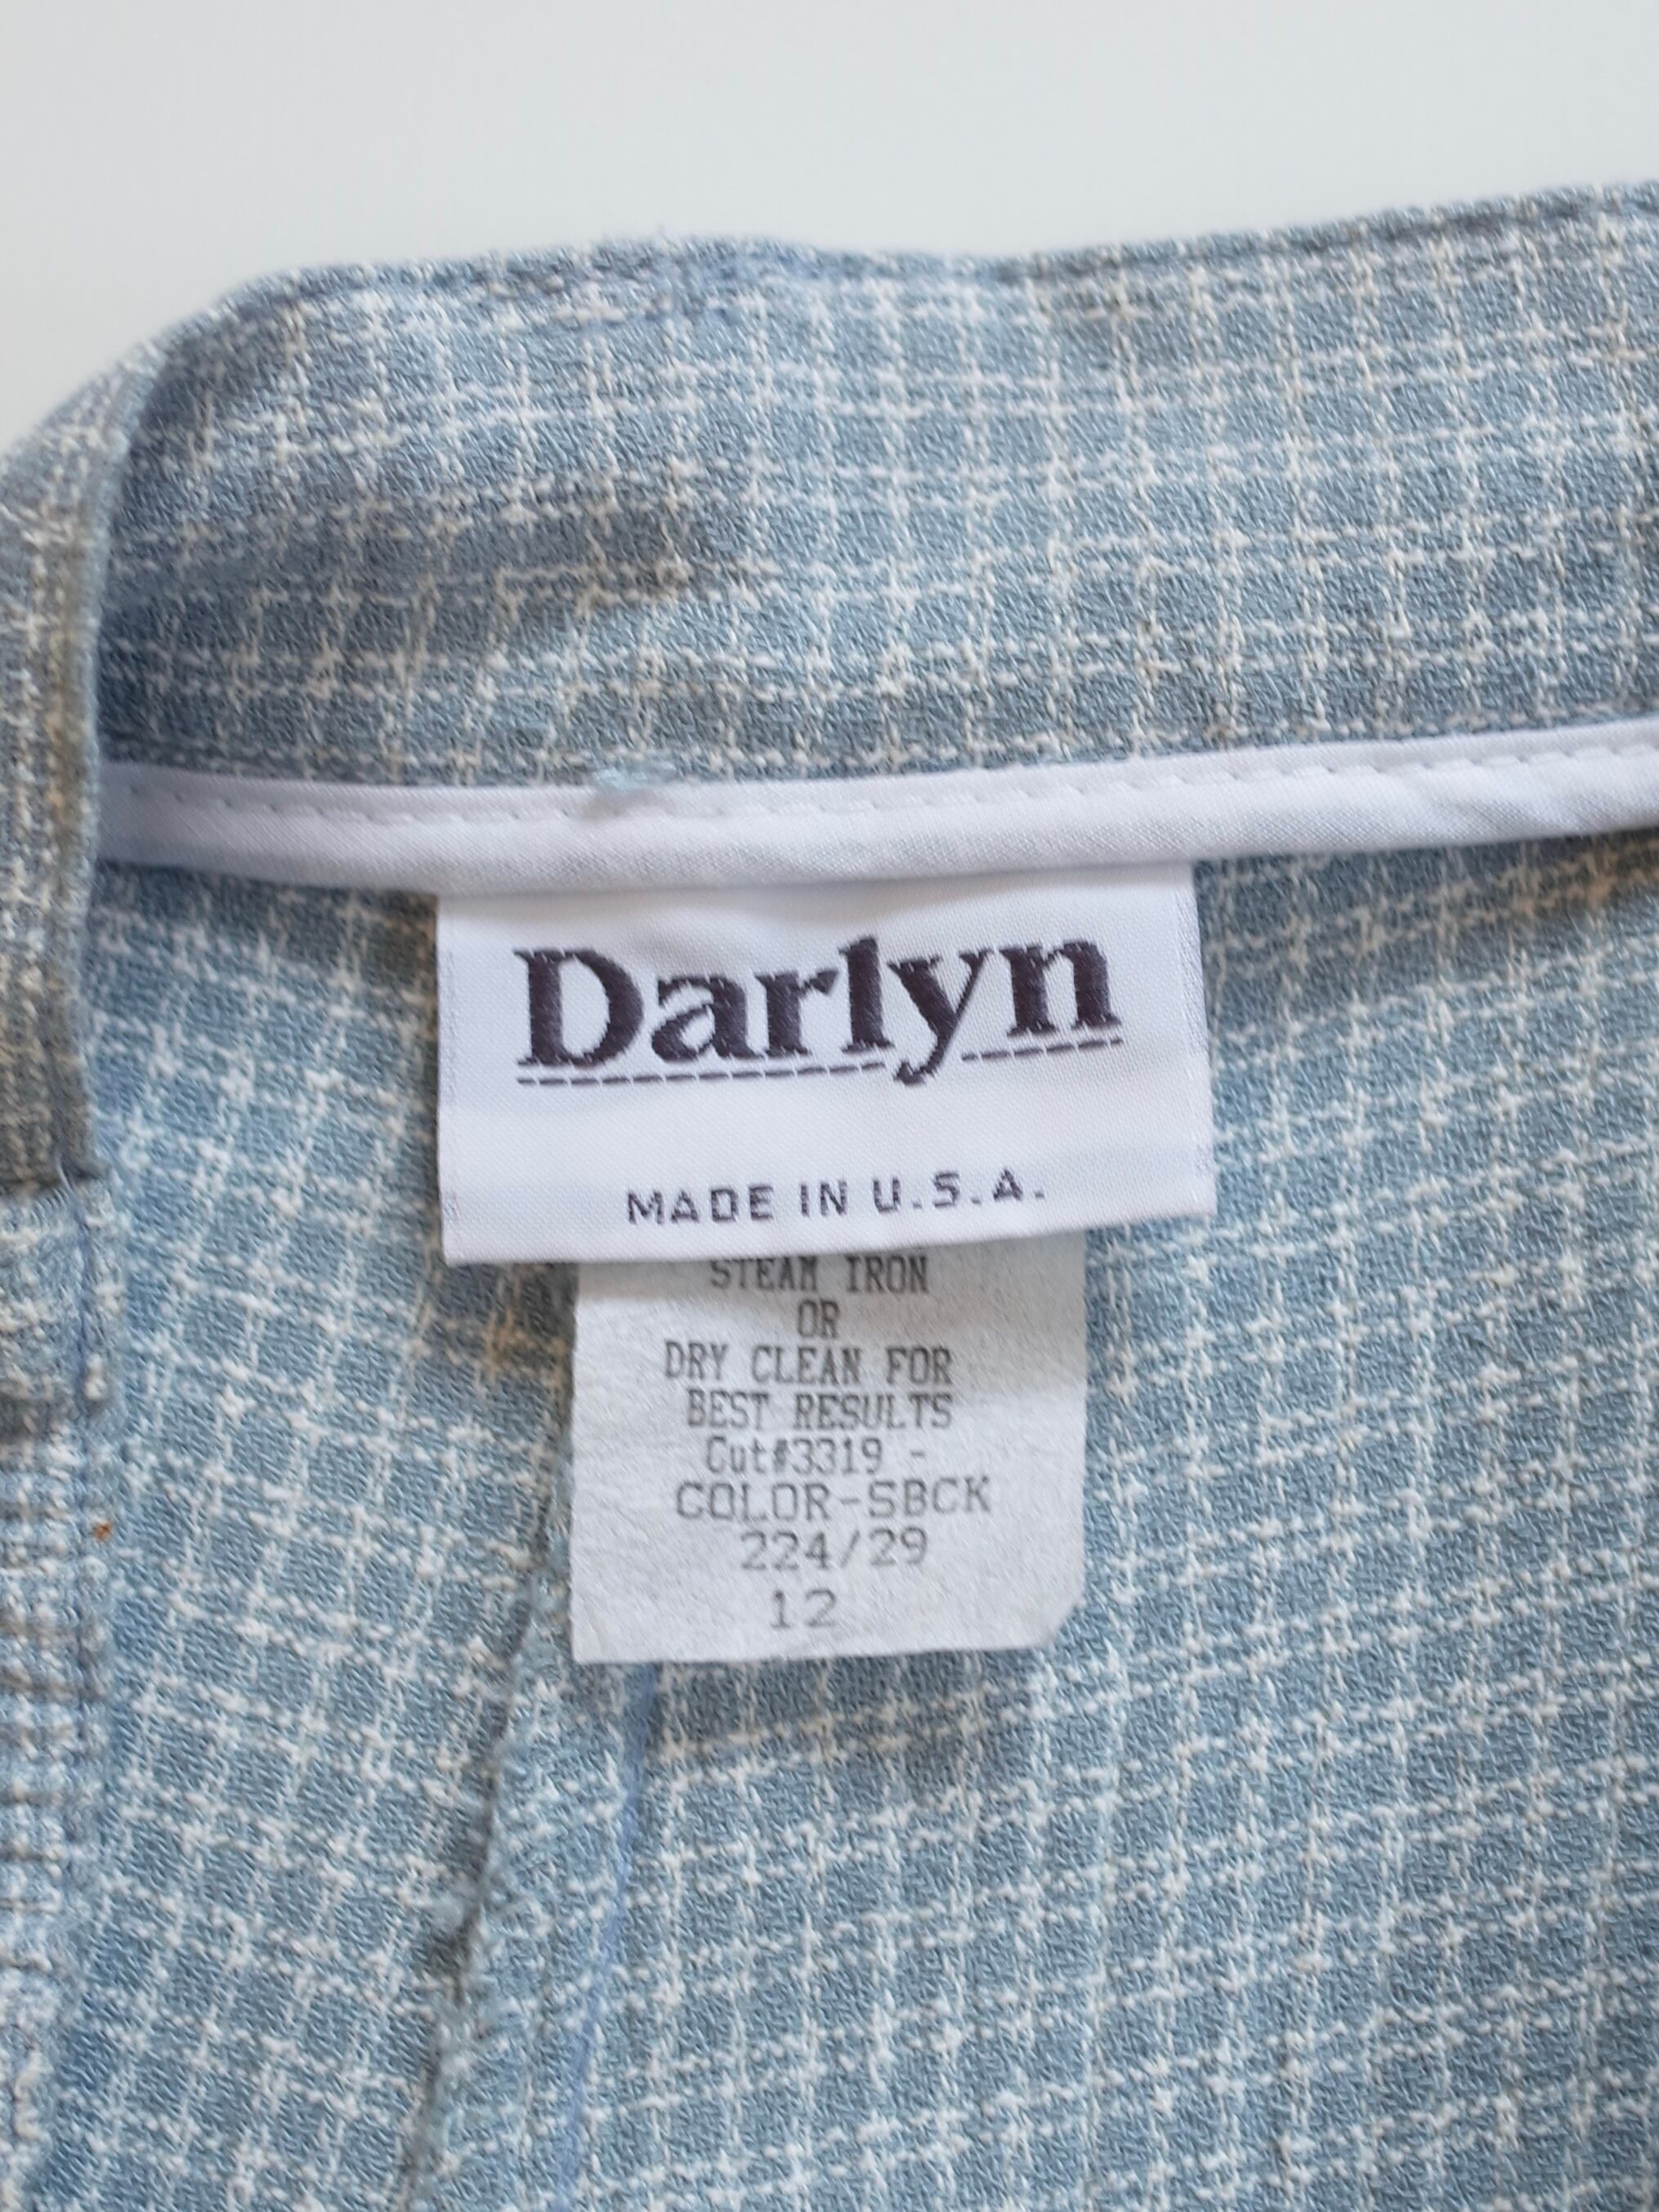 Darlyn
MADE IN U.S.A.
STEAM IRON
OR
DRY CLEAN FOR
BEST RESULTS
Cut#3319 -
COLOR-SBCK
224/29
12